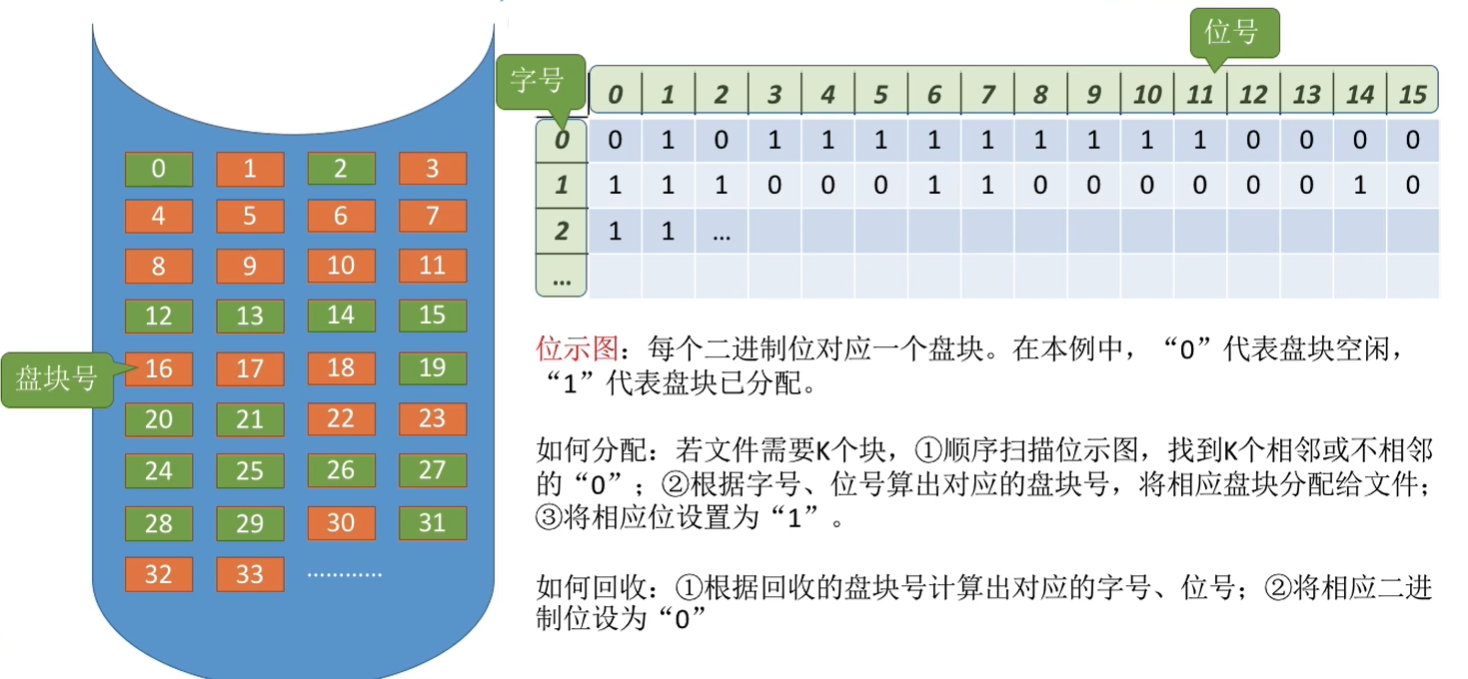 位号
字号
0 1 2 3 4 5 6 7 8 9 10 11 12 13 14 15
0 0 1 0 1 1 1 1 1 1 1 1 1 0 0 0 0
1 1 1 1 0 0 0 1 1 0 0 0 0 0 0 1 0
2 1 1 ...
...
0 1 2 3
4 5 6 7
8 9 10 11
12 13 14 15
盘块号
16 17 18 19
20 21 22 23
24 25 26 27
28 29 30 31
32 33 …………
位示图：每个二进制位对应一个盘块。在本例中，“0”代表盘块空闲，
“1”代表盘块已分配。
如何分配：若文件需要K个块，①顺序扫描位示图，找到K个相邻或不相邻
的“0”；②根据字号、位号算出对应的盘块号，将相应盘块分配给文件；
③将相应位设置为“1”。
如何回收：①根据回收的盘块号计算出对应的字号、位号；②将相应二进
制位设为“0”